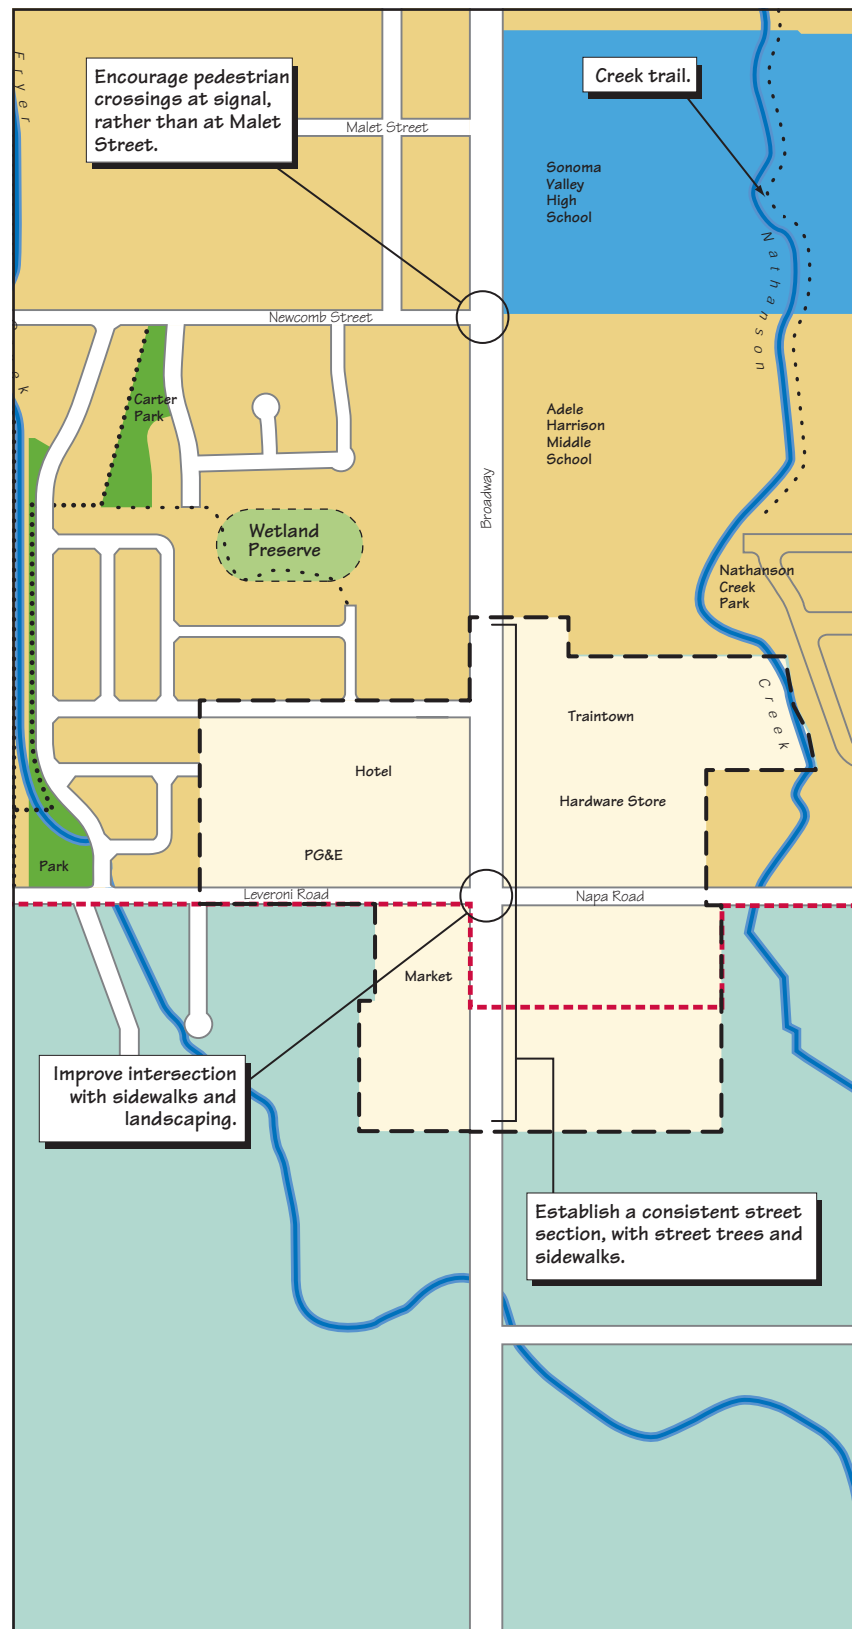 Fryer
Encourage pedestrian
crossings at signal,
rather than at Malet
Street.
Creek trail.
Malet Street
Sonoma
Valley
High
School
Nathanson
Newcomb Street
Carter
Park
Adele
Harrison
Middle
School
Broadway
Wetland
Preserve
Nathanson
Creek
Park
Creek
Traintown
Hotel
Hardware Store
PG&E
Park
Leveroni Road
Napa Road
Market
Improve intersection
with sidewalks and
landscaping.
Establish a consistent street
section, with street trees and
sidewalks.